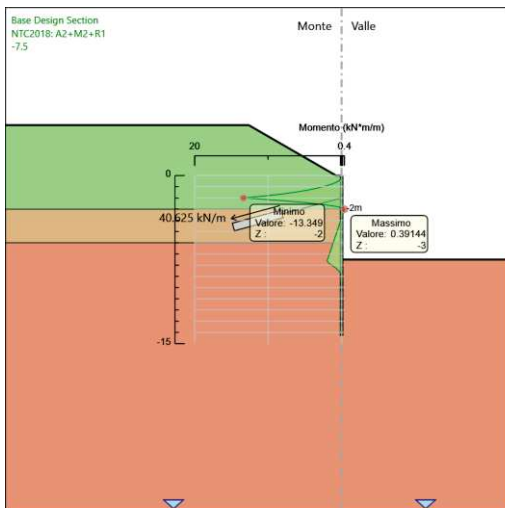 Base Design Section
NTC2018: A2+M2+R1
-7.5
Monte
Valle
Momento (kN*m/m)
20
0.4
0
-2m
40.625 kN/m
Minimo
Valore: -13.349
Z : -2
Massimo
Valore: 0.39144
Z : -3
-15